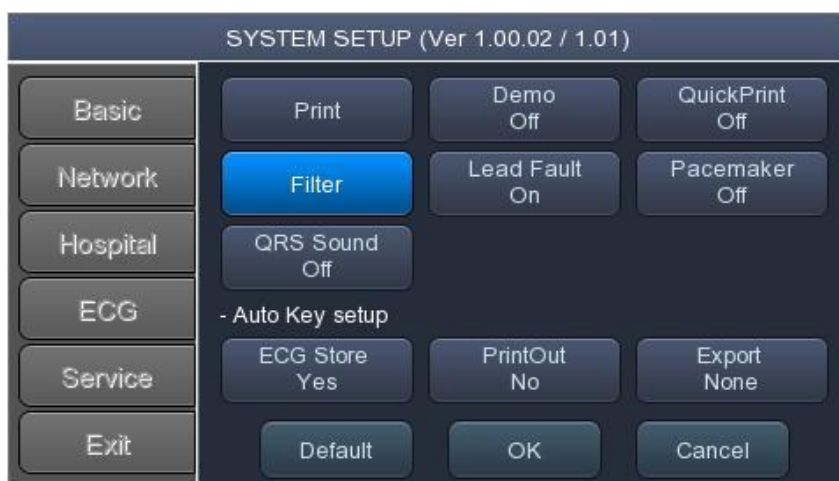 SYSTEM SETUP (Ver 1.00.02 / 1.01)
Basic
Network
Hospital
ECG
Service
Exit
Print
Demo
Off
QuickPrint
Off
Filter
Lead Fault
On
Pacemaker
Off
QRS Sound
Off
- Auto Key setup
ECG Store
Yes
PrintOut
No
Export
None
Default
OK
Cancel